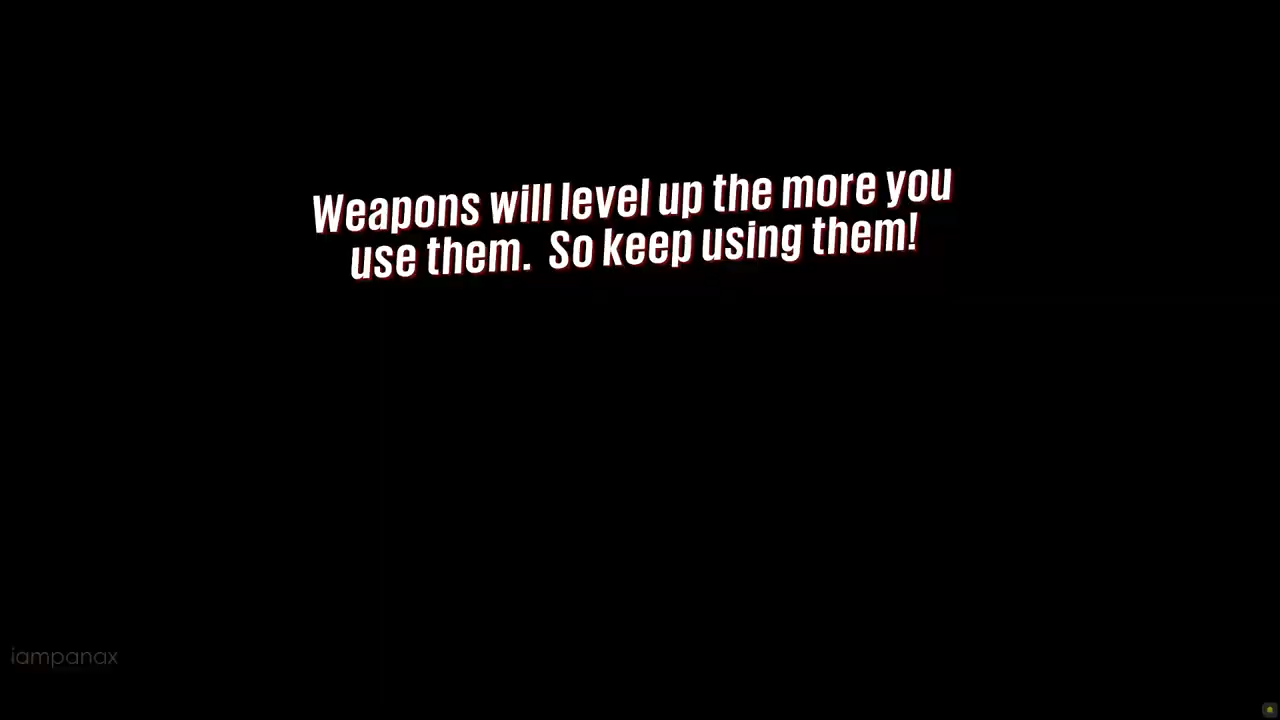 Weapons will level up the more you
use them.  So keep using them!
iampanax